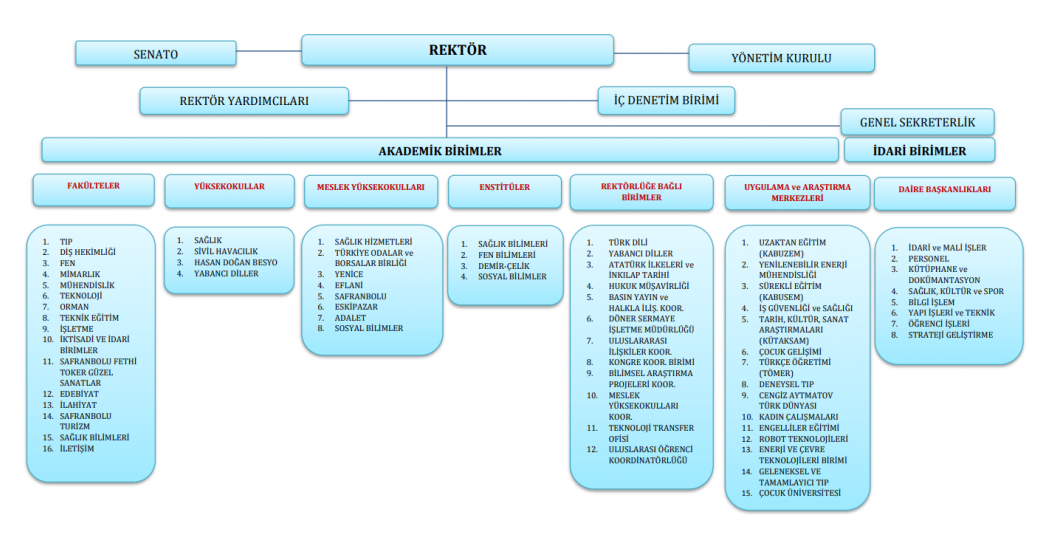 REKTÖR
SENATO
YÖNETİM KURULU
REKTÖR YARDIMCILARI
İÇ DENETİM BİRİMİ
GENEL SEKRETERLİK
AKADEMİK BİRİMLER
İDARİ BİRİMLER
FAKÜLTELER
1. TIP
2. DİŞ HEKİMLİĞİ
3. FEN
4. MİMARLIK
5. MÜHENDİSLİK
6. TEKNOLOJİ
7. ORMAN
8. TEKNİK EĞİTİM
9. İŞLETME
10. İKTİSADİ VE İDARİ
BİRİMLER
11. SAFRANBOLU FETHİ
TOKER GÜZEL
SANATLAR
12. EDEBİYAT
13. İLAHİYAT
14. SAFRANBOLU
TURİZM
15. SAĞLIK BİLİMLERİ
16. İLETİŞİM
YÜKSEKOKULLAR
1. SAĞLIK
2. SİVİL HAVACILIK
3. HASAN DOĞAN BESYO
4. YABANCI DİLLER
MESLEK YÜKSEKOKULLARI
1. SAĞLIK HİZMETLERİ
2. TÜRKİYE ODALAR ve
BORSALAR BİRLİĞİ
3. YENİCE
4. EFLANİ
5. SAFRANBOLU
6. ESKİPAZAR
7. ADALET
8. SOSYAL BİLİMLER
ENSTİTÜLER
1. SAĞLIK BİLİMLERİ
2. FEN BİLİMLERİ
3. DEMİR-ÇELİK
4. SOSYAL BİLİMLER
REKTÖRLÜĞE BAĞLI
BİRİMLER
1. TÜRK DİLİ
2. YABANCI DİLLER
3. ATATÜRK İLKELERİ ve
İNKILAP TARİHİ
4. HUKUK MÜŞAVİRLİĞİ
5. BASIN YAYIN ve
HALKLA İLİŞ. KOOR.
6. DÖNER SERMAYE
İŞLETME MÜDÜRLÜĞÜ
7. ULUSLARARASI
İLİŞKİLER KOOR.
8. KONGRE KOOR. BİRİMİ
9. BİLİMSEL ARAŞTIRMA
PROJELERİ KOOR.
10. MESLEK
YÜKSEKOKULLARI
KOOR.
11. TEKNOLOJİ TRANSFER
OFİSİ
12. ULUSLARASI ÖĞRENCİ
KOORDİNATÖRLÜĞÜ
UYGULAMA ve ARAŞTIRMA
MERKEZLERİ
1. UZAKTAN EĞİTİM
(KABUZEM)
2. YENİLENEBİLİR ENERJİ
MÜHENDİSLİĞİ
3. SÜREKLİ EĞİTİM
(KABUSEM)
4. İŞ GÜVENLİĞİ ve SAĞLIĞI
5. TARİH, KÜLTÜR, SANAT
ARAŞTIRMALARI
(KÜTAKSAM)
6. ÇOCUK GELİŞİMİ
7. TÜRKÇE ÖĞRETİMİ
(TÖMER)
8. DENEYSEL TIP
9. CENGİZ AYTMATOV
TÜRK DÜNYASI
10. KADIN ÇALIŞMALARI
11. ENGELLİLER EĞİTİMİ
12. ROBOT TEKNOLOJİLERİ
13. ENERJİ VE ÇEVRE
TEKNOLOJİLERİ BİRİMİ
14. GELENEKSEL VE
TAMAMLAYICI TIP
15. ÇOCUK ÜNİVERSİTESİ
DAİRE BAŞKANLIKLARI
1. İDARİ ve MALİ İŞLER
2. PERSONEL
3. KÜTÜPHANE ve
DOKÜMANTASYON
4. SAĞLIK, KÜLTÜR ve SPOR
5. BİLGİ İŞLEM
6. YAPI İŞLERİ ve TEKNİK
7. ÖĞRENCİ İŞLERİ
8. STRATEJİ GELİŞTİRME